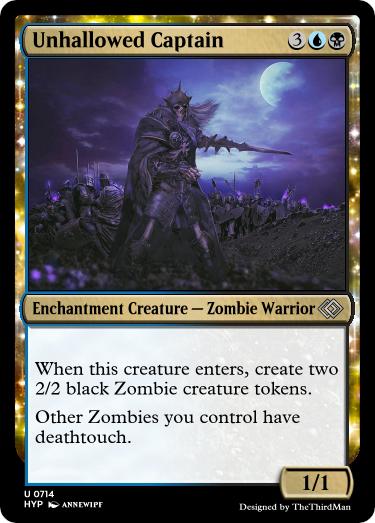 Unhallowed Captain 3
Enchantment Creature — Zombie Warrior
When this creature enters, create two
2/2 black Zombie creature tokens.
Other Zombies you control have
deathtouch.
1/1
U 0714
HYP ANNEWIPF
Designed by TheThirdMan